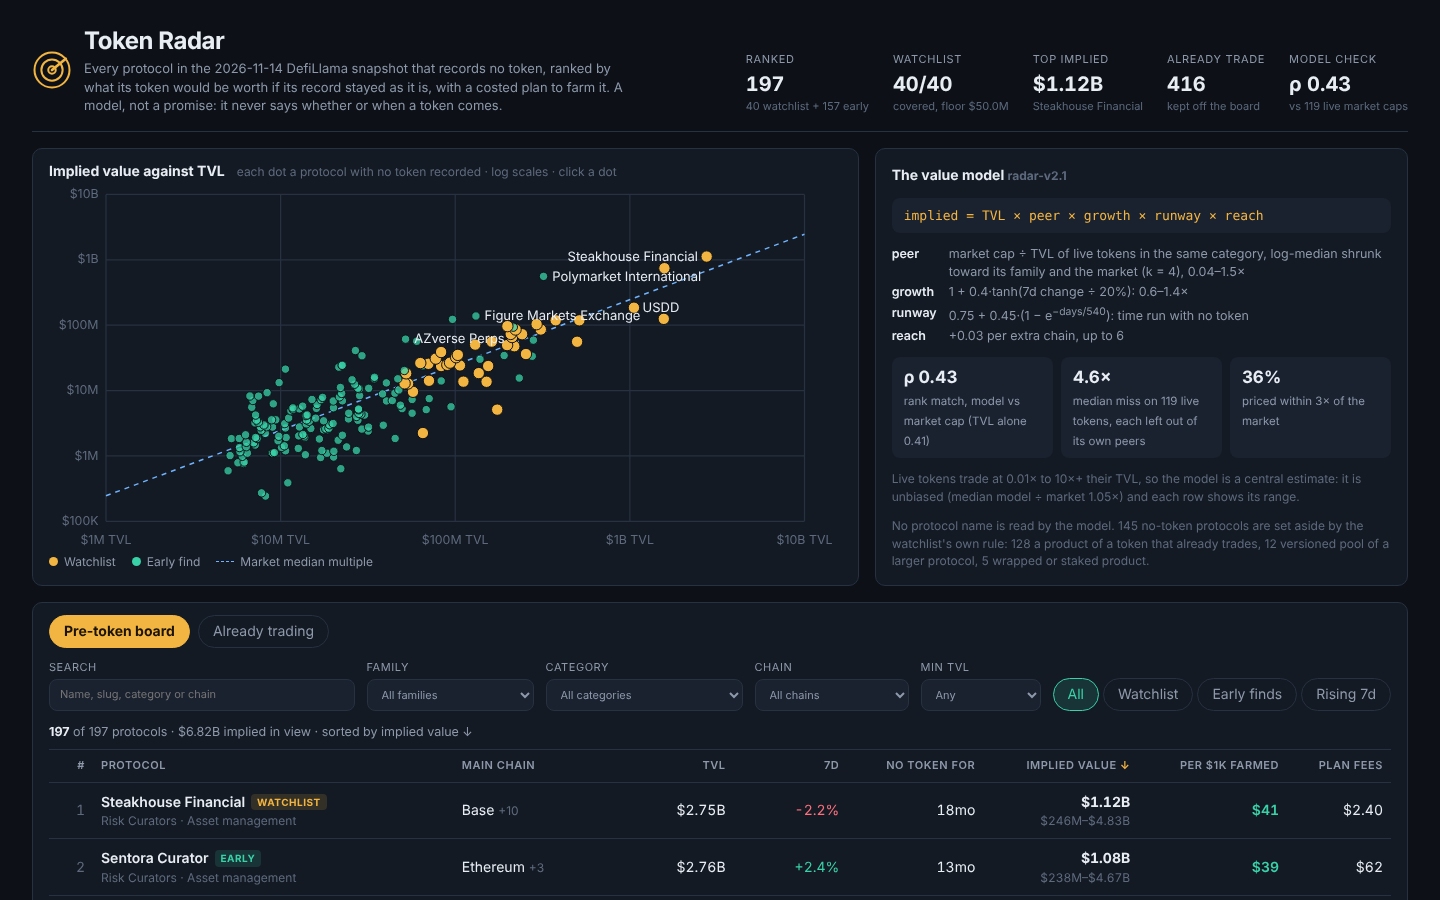 Token Radar
Every protocol in the 2026-11-14 DefiLlama snapshot that records no token, ranked by
what its token would be worth if its record stayed as it is, with a costed plan to farm it. A
model, not a promise: it never says whether or when a token comes.
RANKED
197
40 watchlist + 157 early
WATCHLIST
40/40
covered, floor $50.0M
TOP IMPLIED
$1.12B
Steakhouse Financial
ALREADY TRADE
416
kept off the board
MODEL CHECK
ρ 0.43
vs 119 live market caps
Implied value against TVL each dot a protocol with no token recorded · log scales · click a dot
$10B
$1B
$100M
$10M
$1M
$100K
Steakhouse Financial
Polymarket International
USDD
Figure Markets Exchange
AZverse Perps
$1M TVL $10M TVL $100M TVL $1B TVL $10B TVL
Watchlist Early find Market median multiple
The value model radar-v2.1
implied = TVL × peer × growth × runway × reach
peer market cap ÷ TVL of live tokens in the same category, log-median shrunk
toward its family and the market (k = 4), 0.04–1.5×
growth 1 + 0.4·tanh(7d change ÷ 20%): 0.6–1.4×
runway 0.75 + 0.45·(1 − e−days/540): time run with no token
reach +0.03 per extra chain, up to 6
ρ 0.43
rank match, model vs
market cap (TVL alone
0.41)
4.6×
median miss on 119 live
tokens, each left out of
its own peers
36%
priced within 3× of the
market
Live tokens trade at 0.01× to 10×+ their TVL, so the model is a central estimate: it is
unbiased (median model ÷ market 1.05×) and each row shows its range.
No protocol name is read by the model. 145 no-token protocols are set aside by the
watchlist's own rule: 128 a product of a token that already trades, 12 versioned pool of a
larger protocol, 5 wrapped or staked product.
Pre-token board Already trading
SEARCH FAMILY CATEGORY CHAIN MIN TVL
Name, slug, category or chain All families All categories All chains Any All Watchlist Early finds Rising 7d
197 of 197 protocols · $6.82B implied in view · sorted by implied value ↓
# PROTOCOL MAIN CHAIN TVL 7D NO TOKEN FOR IMPLIED VALUE ↓ PER $1K FARMED PLAN FEES
1 Steakhouse Financial WATCHLIST Base +10 $2.75B -2.2% 18mo $1.12B $41 $2.40
Risk Curators · Asset management $246M–$4.83B
2 Sentora Curator EARLY Ethereum +3 $2.76B +2.4% 13mo $1.08B $39 $62
Risk Curators · Asset management $238M–$4.67B